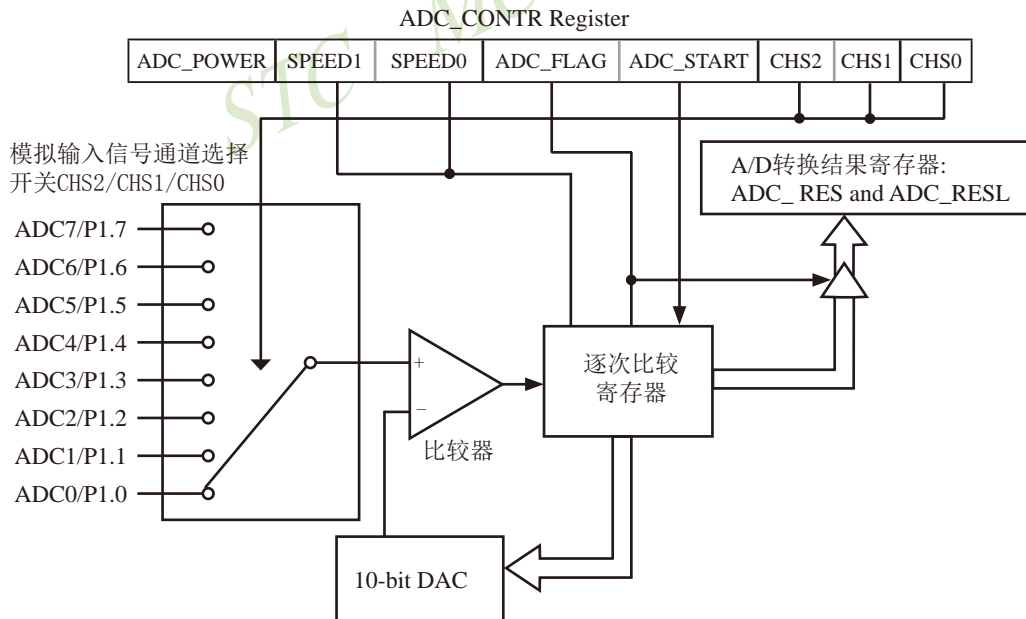 ADC_CONTR Register
ADC_POWER SPEED1 SPEED0 ADC_FLAG ADC_START CHS2 CHS1 CHS0
STC MC
模拟输入信号通道选择
开关CHS2/CHS1/CHS0
A/D转换结果寄存器:
ADC_ RES and ADC_RESL
ADC7/P1.7
ADC6/P1.6
ADC5/P1.5
ADC4/P1.4
ADC3/P1.3
ADC2/P1.2
ADC1/P1.1
ADC0/P1.0
+
−
比较器
逐次比较
寄存器
10-bit DAC